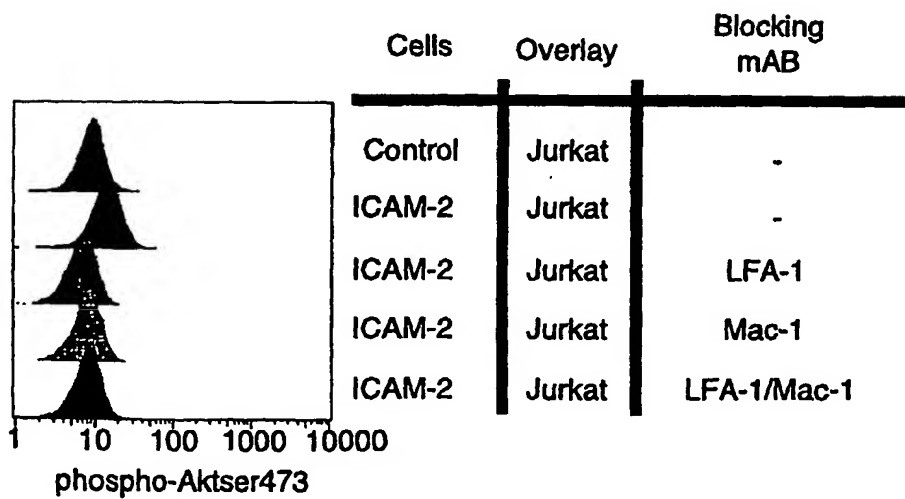 Cells Overlay Blocking mAB
Control Jurkat -
ICAM-2 Jurkat -
ICAM-2 Jurkat LFA-1
ICAM-2 Jurkat Mac-1
ICAM-2 Jurkat LFA-1/Mac-1
1 10 100 1000 10000
phospho-Aktser473